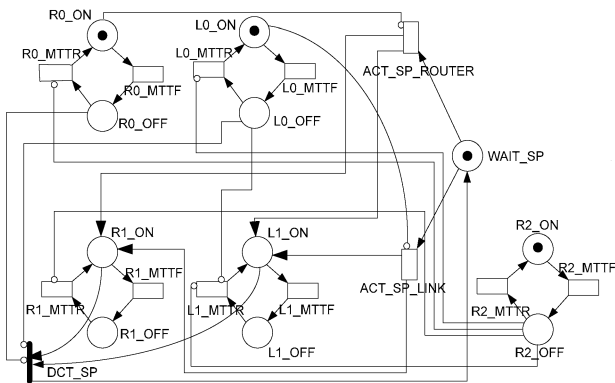 R0_ON
L0_ON
R0_MTTR
L0_MTTR
R0_MTTF
L0_MTTF
ACT_SP_ROUTER
R0_OFF
L0_OFF
WAIT_SP
R1_ON
L1_ON
R2_ON
R1_MTTF
R2_MTTF
ACT_SP_LINK
R1_MTTR
L1_MTTR
L1_MTTF
R2_MTTR
R1_OFF
L1_OFF
R2_OFF
DCT_SP